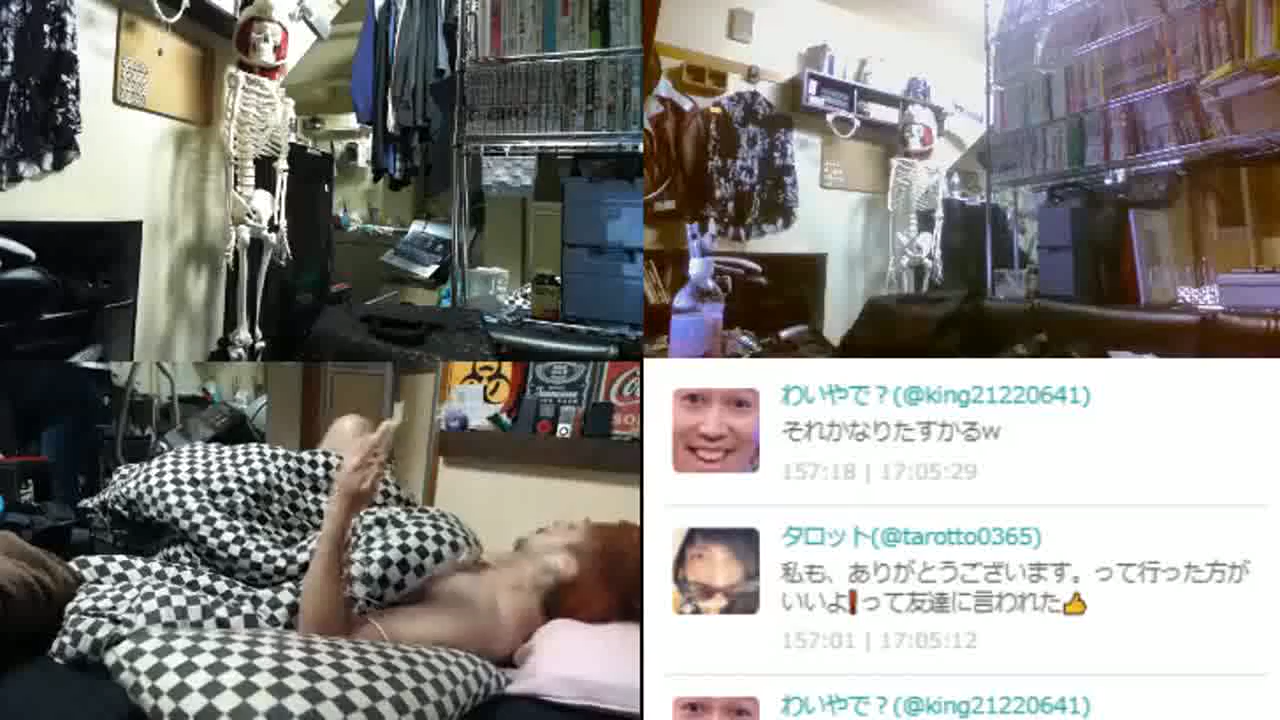 わいやで？(@king21220641)
それかなりたすかるw
157:18 | 17:05:29
タロット(@tarotto0365)
私も、ありがとうございます。って行った方が
いいよ❗って友達に言われた👍
157:01 | 17:05:12
わいやで？(@king21220641)